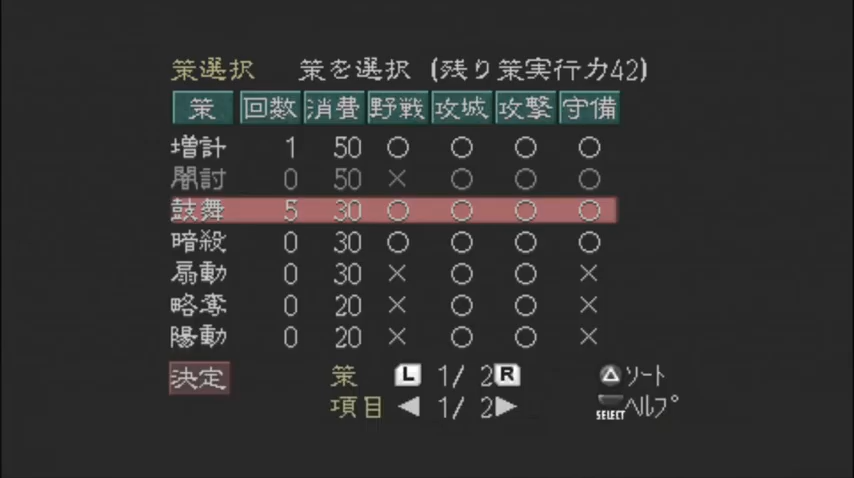 策選択 策を選択 (残り策実行力42)
策 回数 消費 野戦 攻城 攻撃 守備
増計 1 50 ○ ○ ○ ○
闇討 0 50 × ○ ○ ○
鼓舞 5 30 ○ ○ ○ ○
暗殺 0 30 ○ ○ ○ ○
扇動 0 30 × ○ ○ ×
略奪 0 20 × ○ ○ ×
陽動 0 20 × ○ ○ ×
決定 策 L 1/ 2 R △ ソート
項目 ◀ 1/ 2 ▶ SELECT ヘルプ